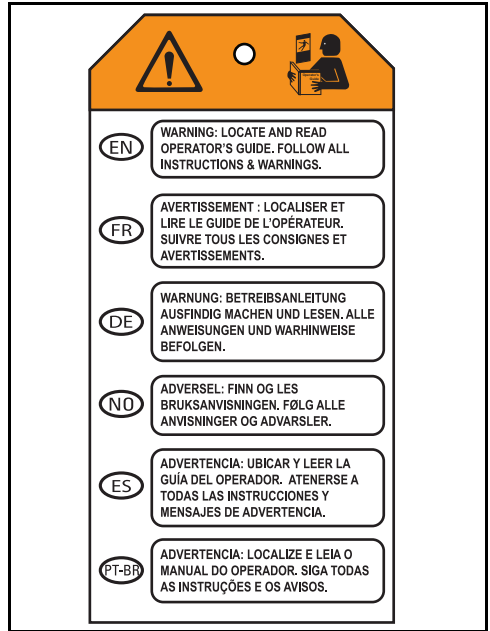 Operator's
Guide
EN
WARNING: LOCATE AND READ
OPERATOR'S GUIDE. FOLLOW ALL
INSTRUCTIONS & WARNINGS.
FR
AVERTISSEMENT : LOCALISER ET
LIRE LE GUIDE DE L'OPÉRATEUR.
SUIVRE TOUS LES CONSIGNES ET
AVERTISSEMENTS.
DE
WARNUNG: BETREIBSANLEITUNG
AUSFINDIG MACHEN UND LESEN. ALLE
ANWEISUNGEN UND WARHINWEISE
BEFOLGEN.
NO
ADVERSEL: FINN OG LES
BRUKSANVISNINGEN. FØLG ALLE
ANVISNINGER OG ADVARSLER.
ES
ADVERTENCIA: UBICAR Y LEER LA
GUÍA DEL OPERADOR. ATENERSE A
TODAS LAS INSTRUCCIONES Y
MENSAJES DE ADVERTENCIA.
PT-BR
ADVERTENCIA: LOCALIZE E LEIA O
MANUAL DO OPERADOR. SIGA TODAS
AS INSTRUÇÕES E OS AVISOS.